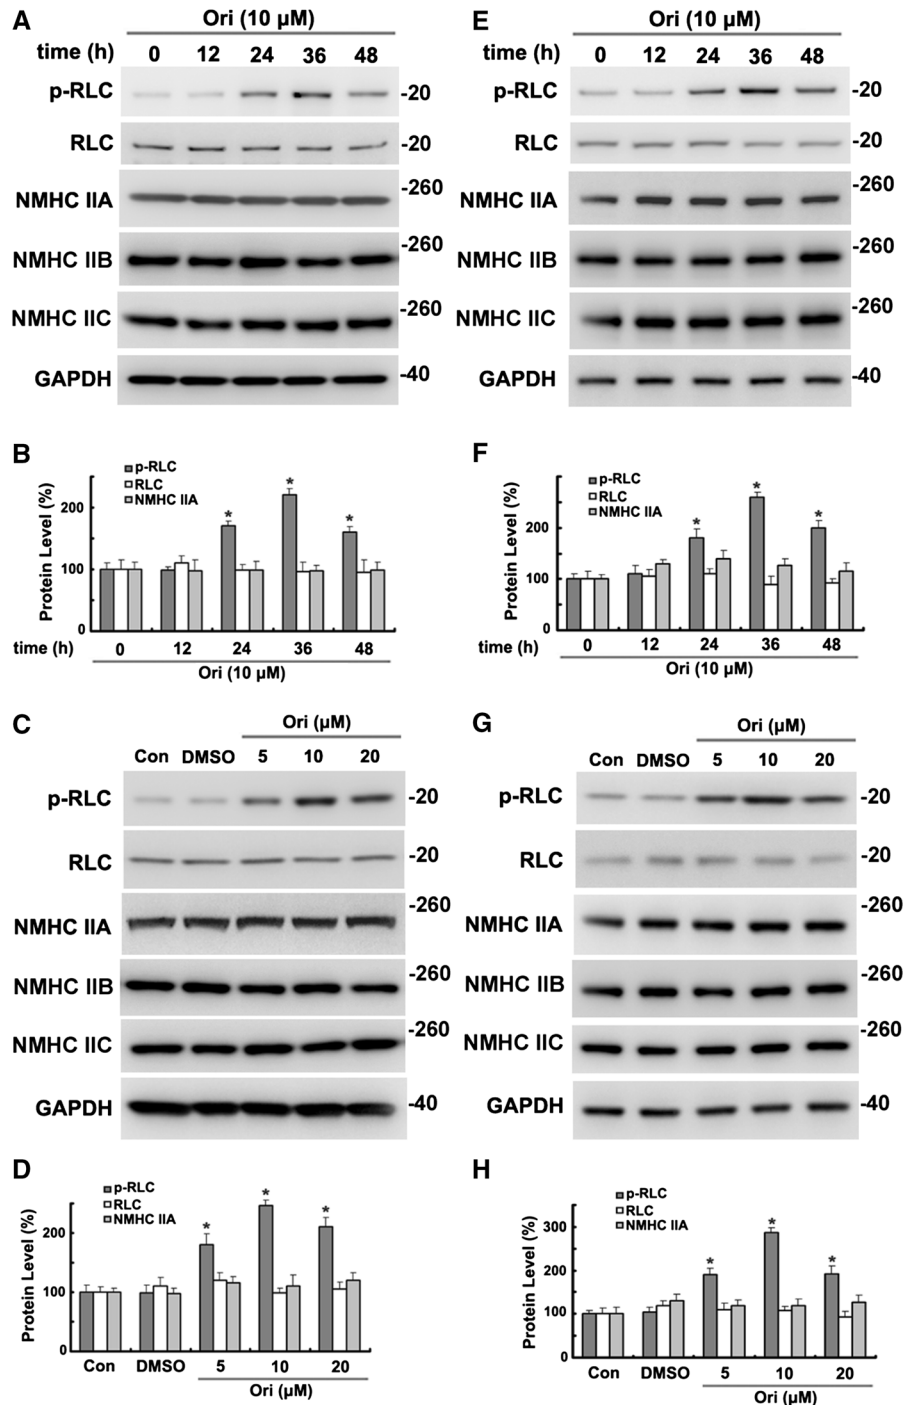 A
Ori (10 µM)
time (h) 0 12 24 36 48
p-RLC -20
RLC -20
NMHC IIA -260
NMHC IIB -260
NMHC IIC -260
GAPDH -40
B
p-RLC
RLC
NMHC IIA
Protein Level (%)
200
100
0
* * *
time (h) 0 12 24 36 48
Ori (10 µM)
C
Ori (µM)
Con DMSO 5 10 20
p-RLC -20
RLC -20
NMHC IIA -260
NMHC IIB -260
NMHC IIC -260
GAPDH -40
D
p-RLC
RLC
NMHC IIA
Protein Level (%)
200
100
0
* * *
Con DMSO 5 10 20
Ori (µM)
E
Ori (10 µM)
time (h) 0 12 24 36 48
p-RLC -20
RLC -20
NMHC IIA -260
NMHC IIB -260
NMHC IIC -260
GAPDH -40
F
p-RLC
RLC
NMHC IIA
Protein Level (%)
200
100
0
* * *
time (h) 0 12 24 36 48
Ori (10 µM)
G
Ori (µM)
Con DMSO 5 10 20
p-RLC -20
RLC -20
NMHC IIA -260
NMHC IIB -260
NMHC IIC -260
GAPDH -40
H
p-RLC
RLC
NMHC IIA
Protein Level (%)
300
200
100
0
* * *
Con DMSO 5 10 20
Ori (µM)